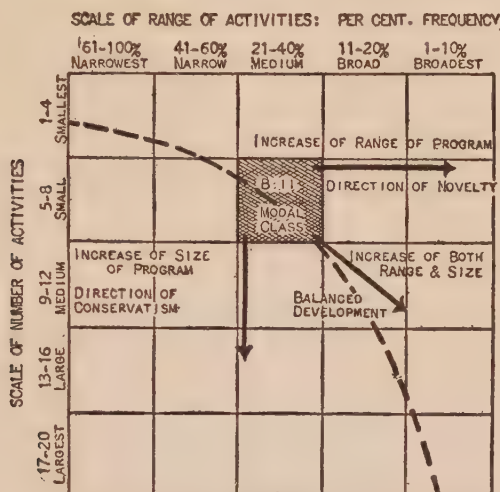 SCALE OF RANGE OF ACTIVITIES: PER CENT. FREQUENCY
61-100% 41-60% 21-40% 11-20% 1-10%
NARROWEST NARROW MEDIUM BROAD BROADEST
SCALE OF NUMBER OF ACTIVITIES
1-4
SMALLEST
5-8
SMALL
9-12
MEDIUM
13-16
LARGE
17-20
LARGEST
INCREASE OF RANGE OF PROGRAM
DIRECTION OF NOVELTY
8:11
MODAL
CLASS
INCREASE OF SIZE
OF PROGRAM
DIRECTION OF
CONSERVATISM
INCREASE OF BOTH
RANGE & SIZE
BALANCED
DEVELOPMENT